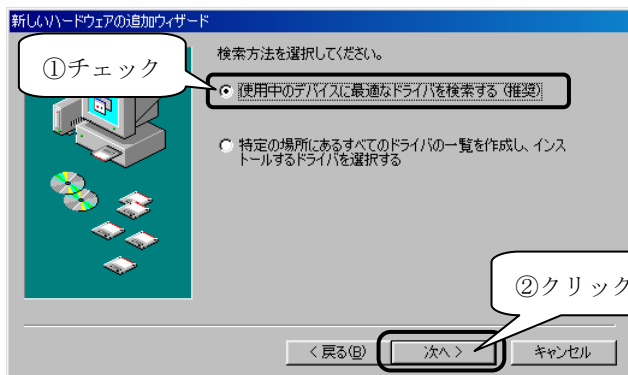 新しいハードウェアの追加ウィザード
①チェック
検索方法を選択してください。
使用中のデバイスに最適なドライバを検索する(推奨)
特定の場所にあるすべてのドライバの一覧を作成し、インス
トールするドライバを選択する
②クリック
< 戻る(B)
次へ >
キャンセル